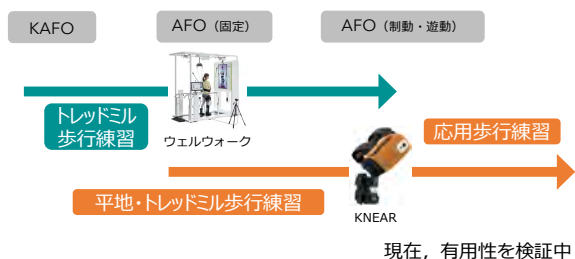 KAFO
AFO（固定）
AFO（制動・遊動）
トレッドミル
歩行練習
ウェルウォーク
応用歩行練習
平地・トレッドミル歩行練習
KNEAR
現在，有用性を検証中